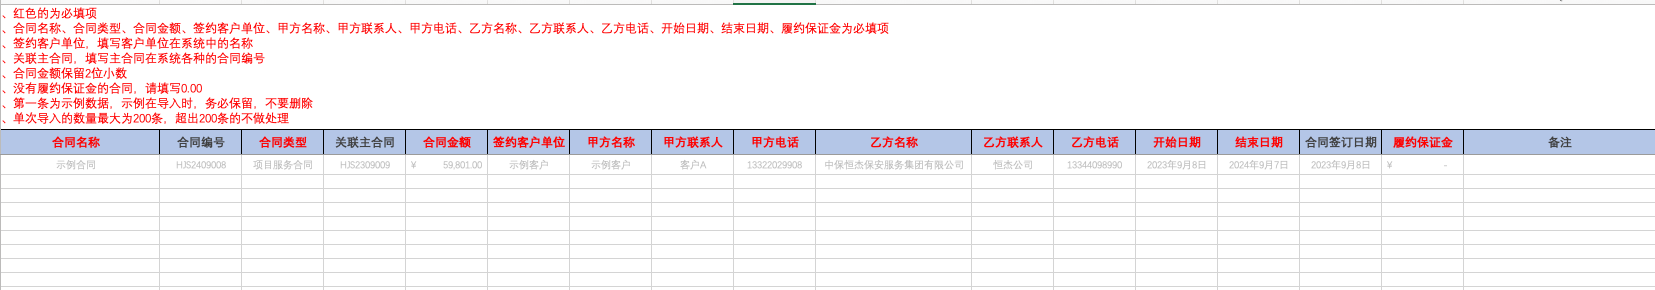 、红色的为必填项
、合同名称、合同类型、合同金额、签约客户单位、甲方名称、甲方联系人、甲方电话、乙方名称、乙方联系人、乙方电话、开始日期、结束日期、履约保证金为必填项
、签约客户单位，填写客户单位在系统中的名称
、关联主合同，填写主合同在系统各种的合同编号
、合同金额保留2位小数
、没有履约保证金的合同，请填写0.00
、第一条为示例数据，示例在导入时，务必保留，不要删除
、单次导入的数量最大为200条，超出200条的不做处理
合同名称 合同编号 合同类型 关联主合同 合同金额 签约客户单位 甲方名称 甲方联系人 甲方电话 乙方名称 乙方联系人 乙方电话 开始日期 结束日期 合同签订日期 履约保证金 备注
示例合同 HJS2409008 项目服务合同 HJS2309009 ¥ 59,801.00 示例客户 示例客户 客户A 13322029908 中保恒杰保安服务集团有限公司 恒杰公司 13344098990 2023年9月8日 2024年9月7日 2023年9月8日 ¥ -